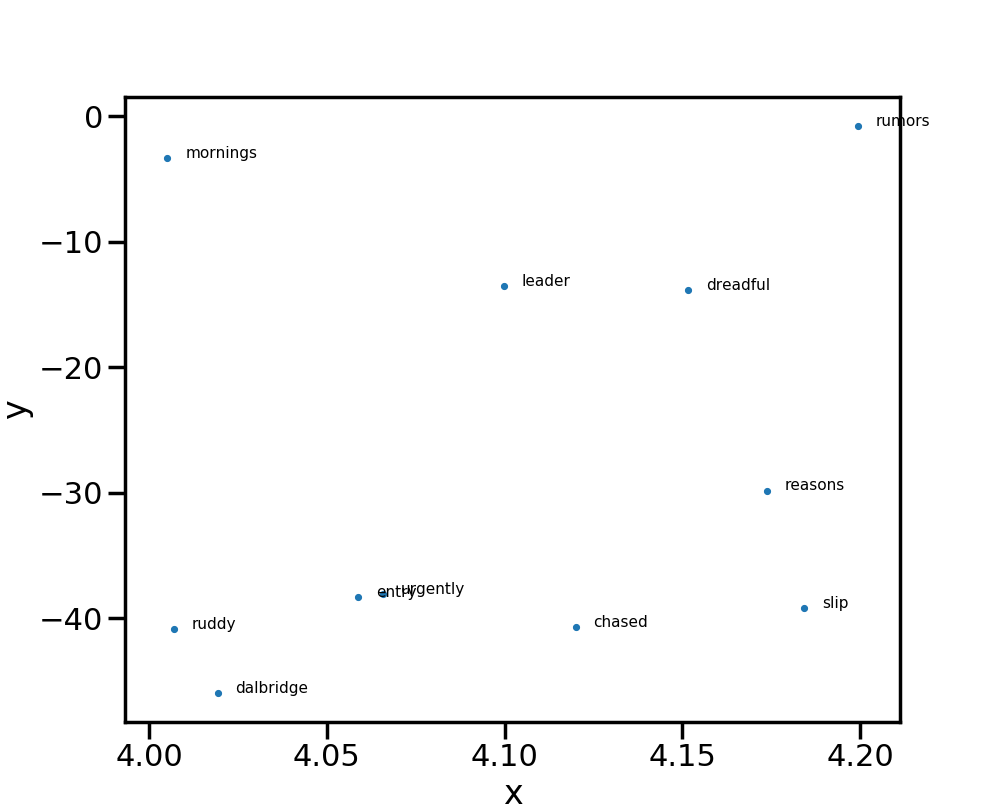 0
rumors
mornings
−10
leader
dreadful
−20
y
−30
reasons
entry
urgently
slip
−40
ruddy
chased
dalbridge
4.00
4.05
4.10
4.15
4.20
x